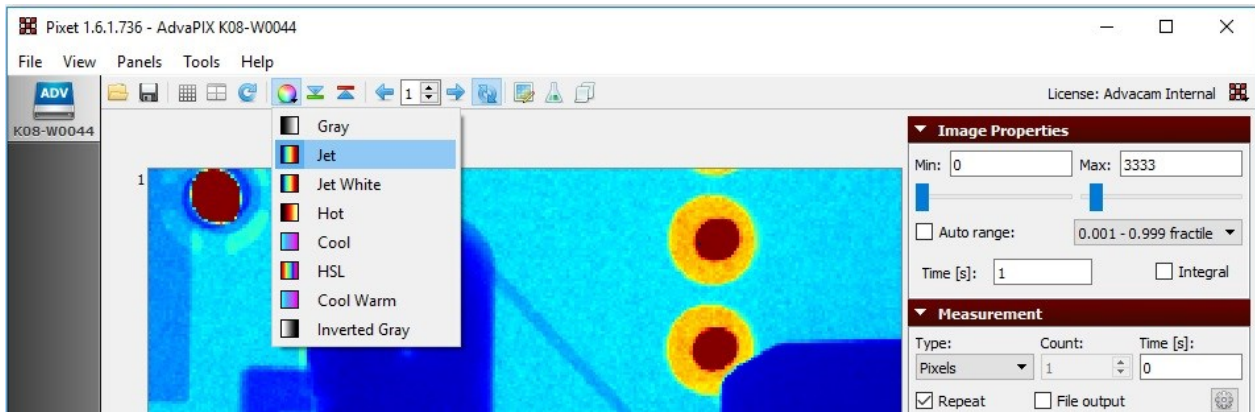 Pixet 1.6.1.736 - AdvaPIX K08-W0044
File View Panels Tools Help
ADV
K08-W0044
1
License: Advacam Internal
Gray
Jet
Jet White
Hot
Cool
HSL
Cool Warm
Inverted Gray
1
Image Properties
Min: 0 Max: 3333
Auto range: 0.001 - 0.999 fractile
Time [s]: 1 Integral
Measurement
Type: Count: Time [s]:
Pixels 1 0
Repeat File output